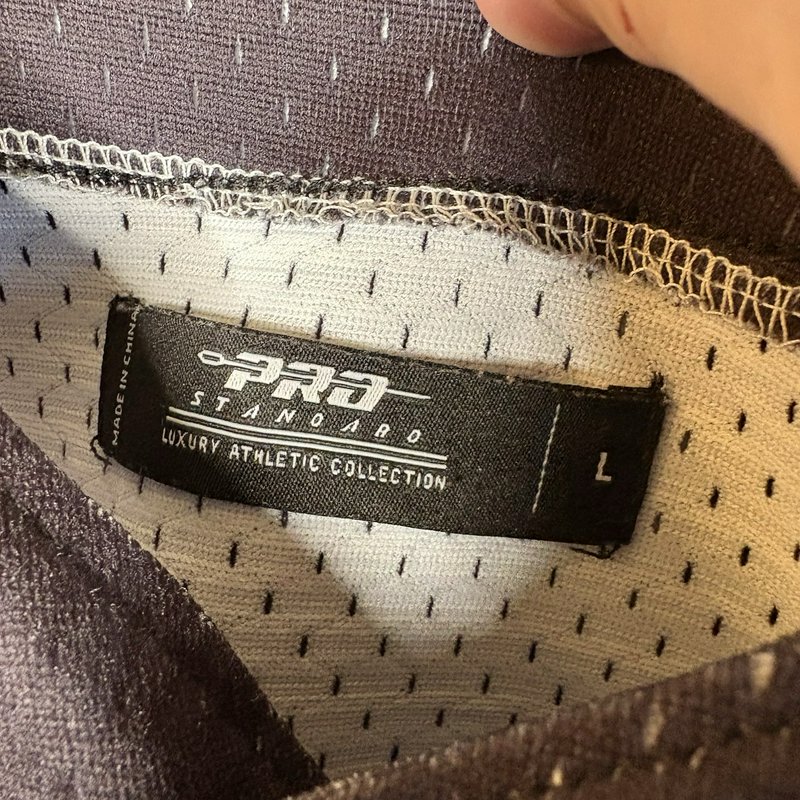 MADE IN CHINA
PRO
STANDARD
LUXURY ATHLETIC COLLECTION
L